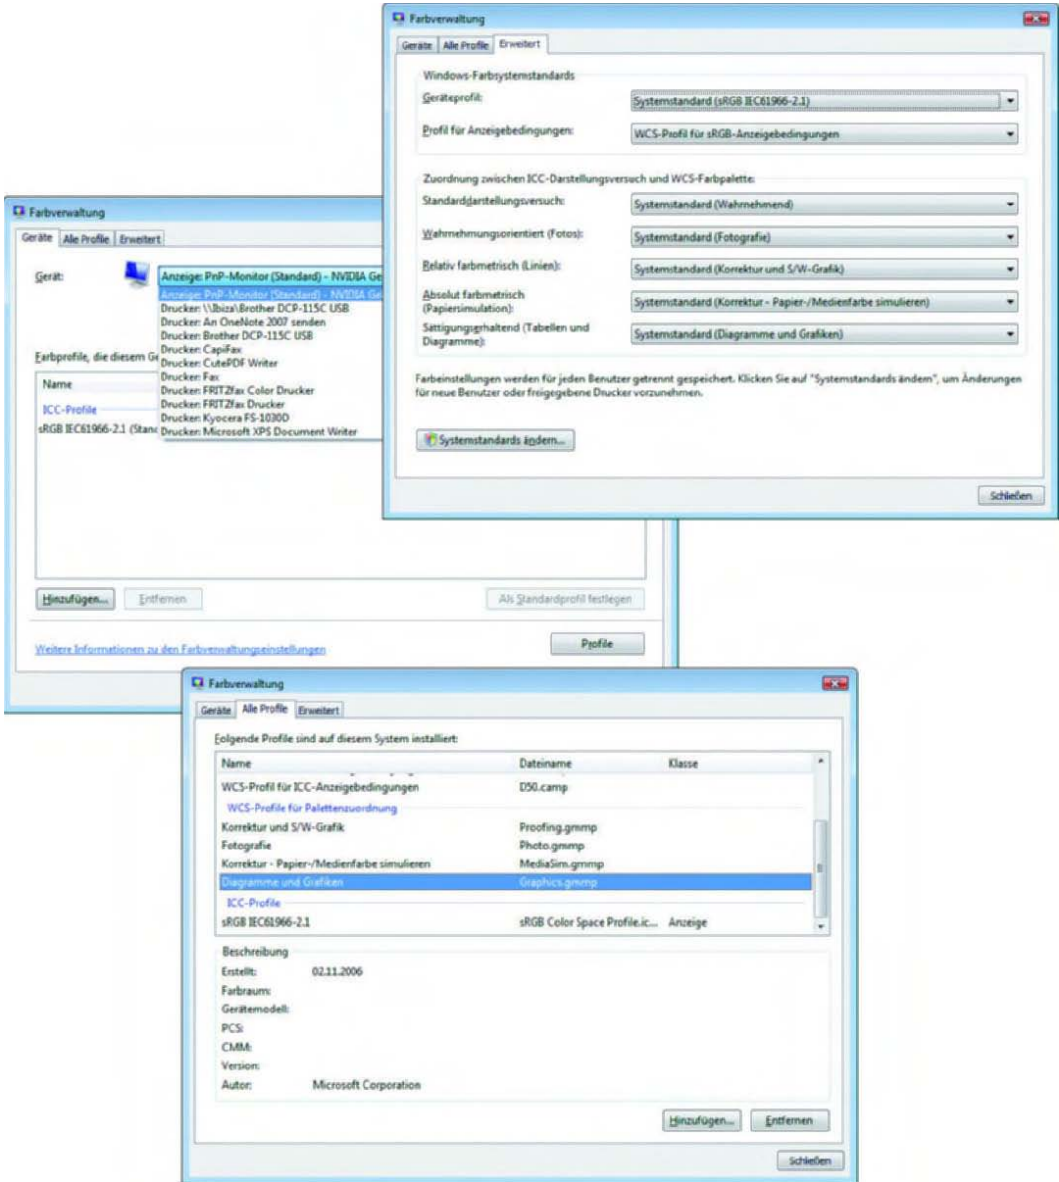 Farbverwaltung
Geräte Alle Profile Erweitert
Windows-Farbsystemstandards
Geräteprofil: Systemstandard (sRGB IEC61966-2.1)
Profil für Anzeigebedingungen: WCS-Profil für sRGB-Anzeigebedingungen
Zuordnung zwischen ICC-Darstellungsversuch und WCS-Farbpalette:
Standarddarstellungsversuch: Systemstandard (Wahrnehmend)
Wahrnehmungsorientiert (Fotos): Systemstandard (Fotografie)
Relativ farbmetrisch (Linien): Systemstandard (Korrektur und S/W-Grafik)
Absolut farbmetrisch
(Papiersimulation): Systemstandard (Korrektur - Papier-/Medienfarbe simulieren)
Sättigungserhaltend (Tabellen und
Diagramme): Systemstandard (Diagramme und Grafiken)
Farbeinstellungen werden für jeden Benutzer getrennt gespeichert. Klicken Sie auf "Systemstandards ändern", um Änderungen
für neue Benutzer oder freigegebene Drucker vorzunehmen.
Systemstandards ändern...
Schließen
Farbverwaltung
Geräte Alle Profile Erweitert
Gerät: Anzeige: PnP-Monitor (Standard) - NVIDIA Ge
Anzeige: PnP-Monitor (Standard) - NVIDIA Ge
Drucker: \\Ibiza\Brother DCP-115C USB
Drucker: An OneNote 2007 senden
Drucker: Brother DCP-115C USB
Drucker: CapiFax
Drucker: CutePDF Writer
Drucker: Fax
Drucker: FRITZfax Color Drucker
Drucker: FRITZfax Drucker
Drucker: Kyocera FS-1030D
Drucker: Microsoft XPS Document Writer
Farbprofile, die diesem Ge
Name
ICC-Profile
sRGB IEC61966-2.1 (Stand
Hinzufügen... Entfernen Als Standardprofil festlegen
Weitere Informationen zu den Farbverwaltungseinstellungen Profile
Farbverwaltung
Geräte Alle Profile Erweitert
Folgende Profile sind auf diesem System installiert:
Name Dateiname Klasse
WCS-Profil für ICC-Anzeigebedingungen D50.camp
WCS-Profile für Palettenzuordnung
Korrektur und S/W-Grafik Proofing.gmmp
Fotografie Photo.gmmp
Korrektur - Papier-/Medienfarbe simulieren MediaSim.gmmp
Diagramme und Grafiken Graphics.gmmp
ICC-Profile
sRGB IEC61966-2.1 sRGB Color Space Profile.ic... Anzeige
Beschreibung
Erstellt: 02.11.2006
Farbraum:
Gerätemodell:
PCS:
CMM:
Version:
Autor: Microsoft Corporation
Hinzufügen... Entfernen
Schließen